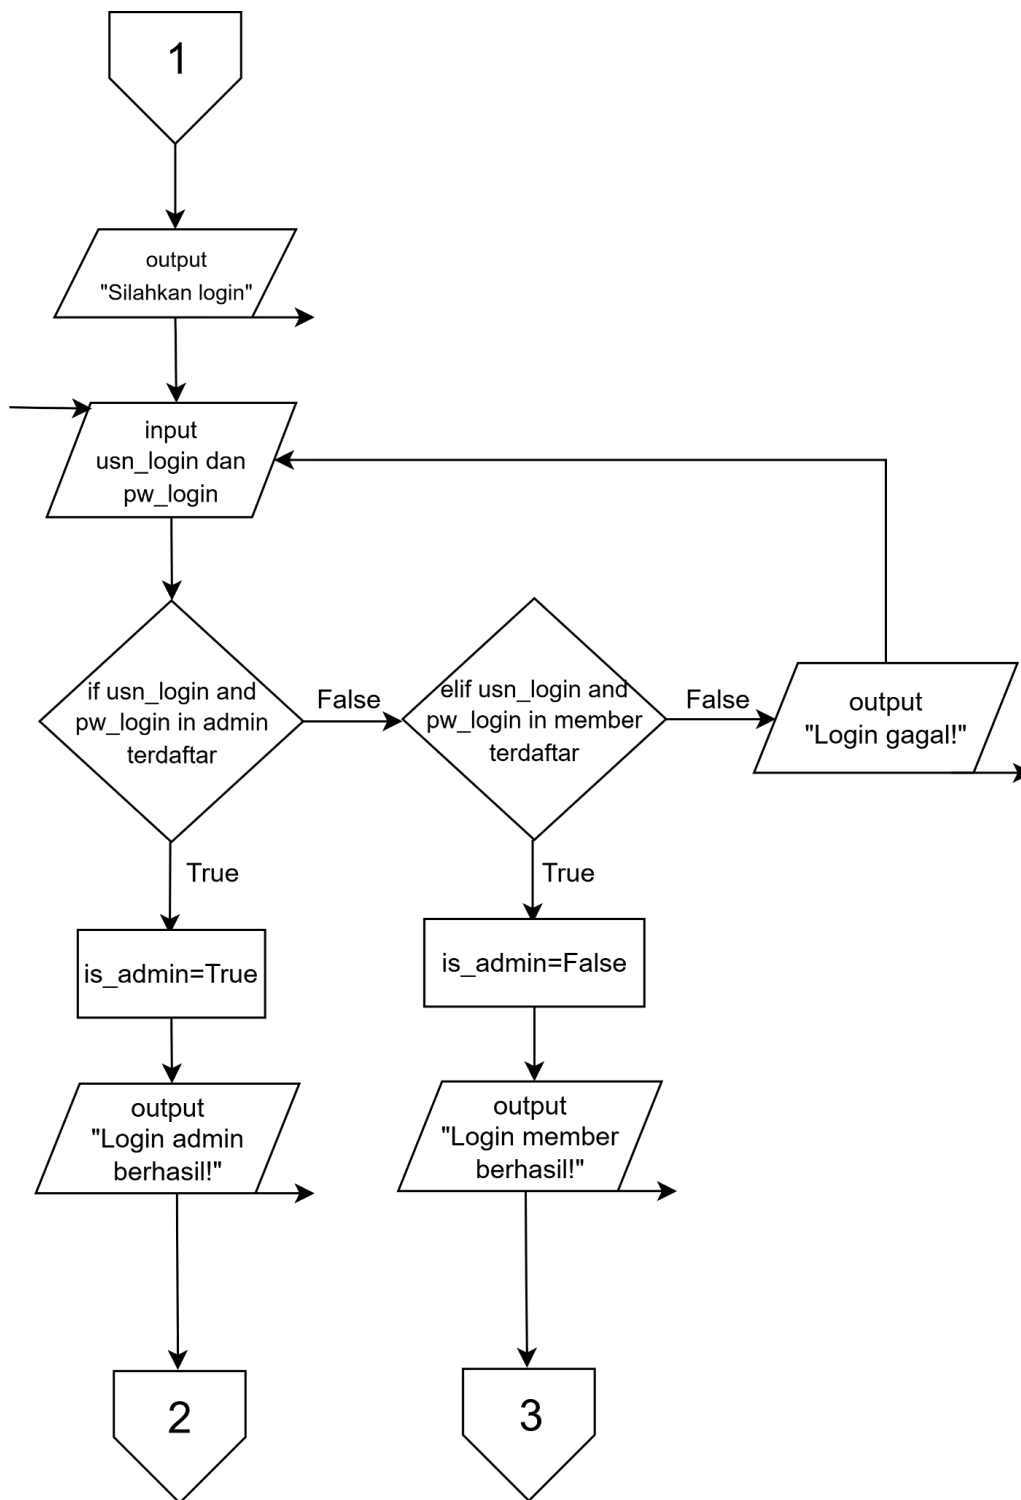 1
output
"Silahkan login"
input
usn_login dan
pw_login
if usn_login and
pw_login in admin
terdaftar
False
elif usn_login and
pw_login in member
terdaftar
False
output
"Login gagal!"
True
True
is_admin=True
is_admin=False
output
"Login admin
berhasil!"
output
"Login member
berhasil!"
2
3